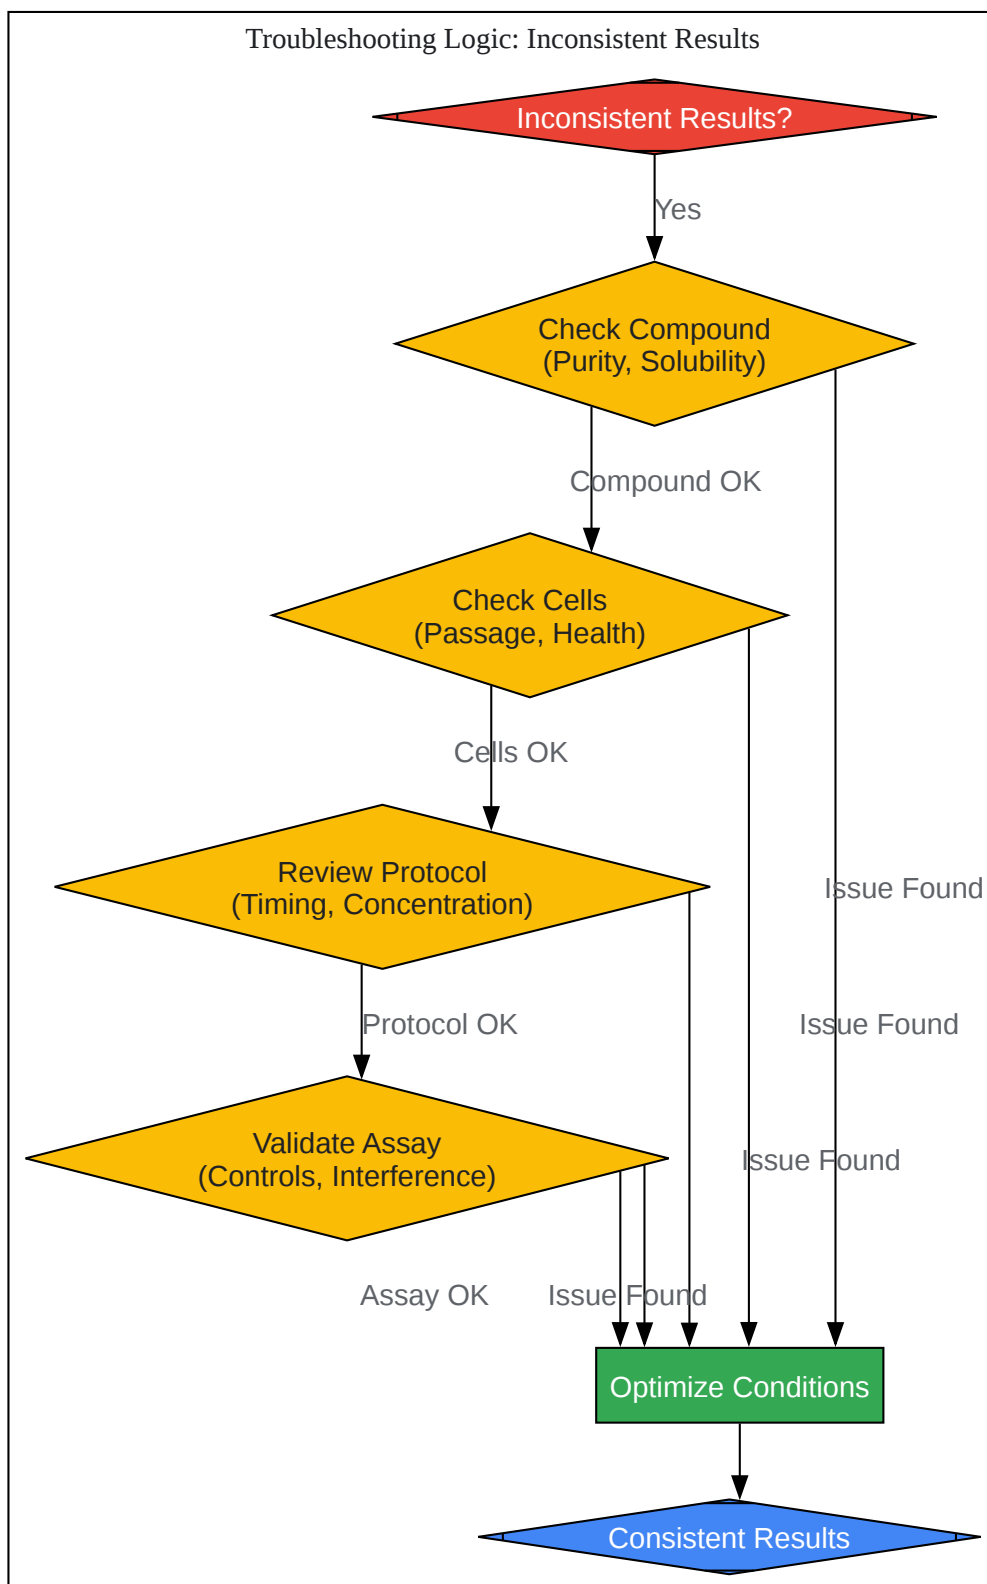 Troubleshooting Logic: Inconsistent Results
Inconsistent Results?
Yes
Check Compound
(Purity, Solubility)
Compound OK
Check Cells
(Passage, Health)
Cells OK
Review Protocol
(Timing, Concentration)
Issue Found
Protocol OK
Issue Found
Validate Assay
(Controls, Interference)
Issue Found
Assay OK
Issue Found
Optimize Conditions
Consistent Results